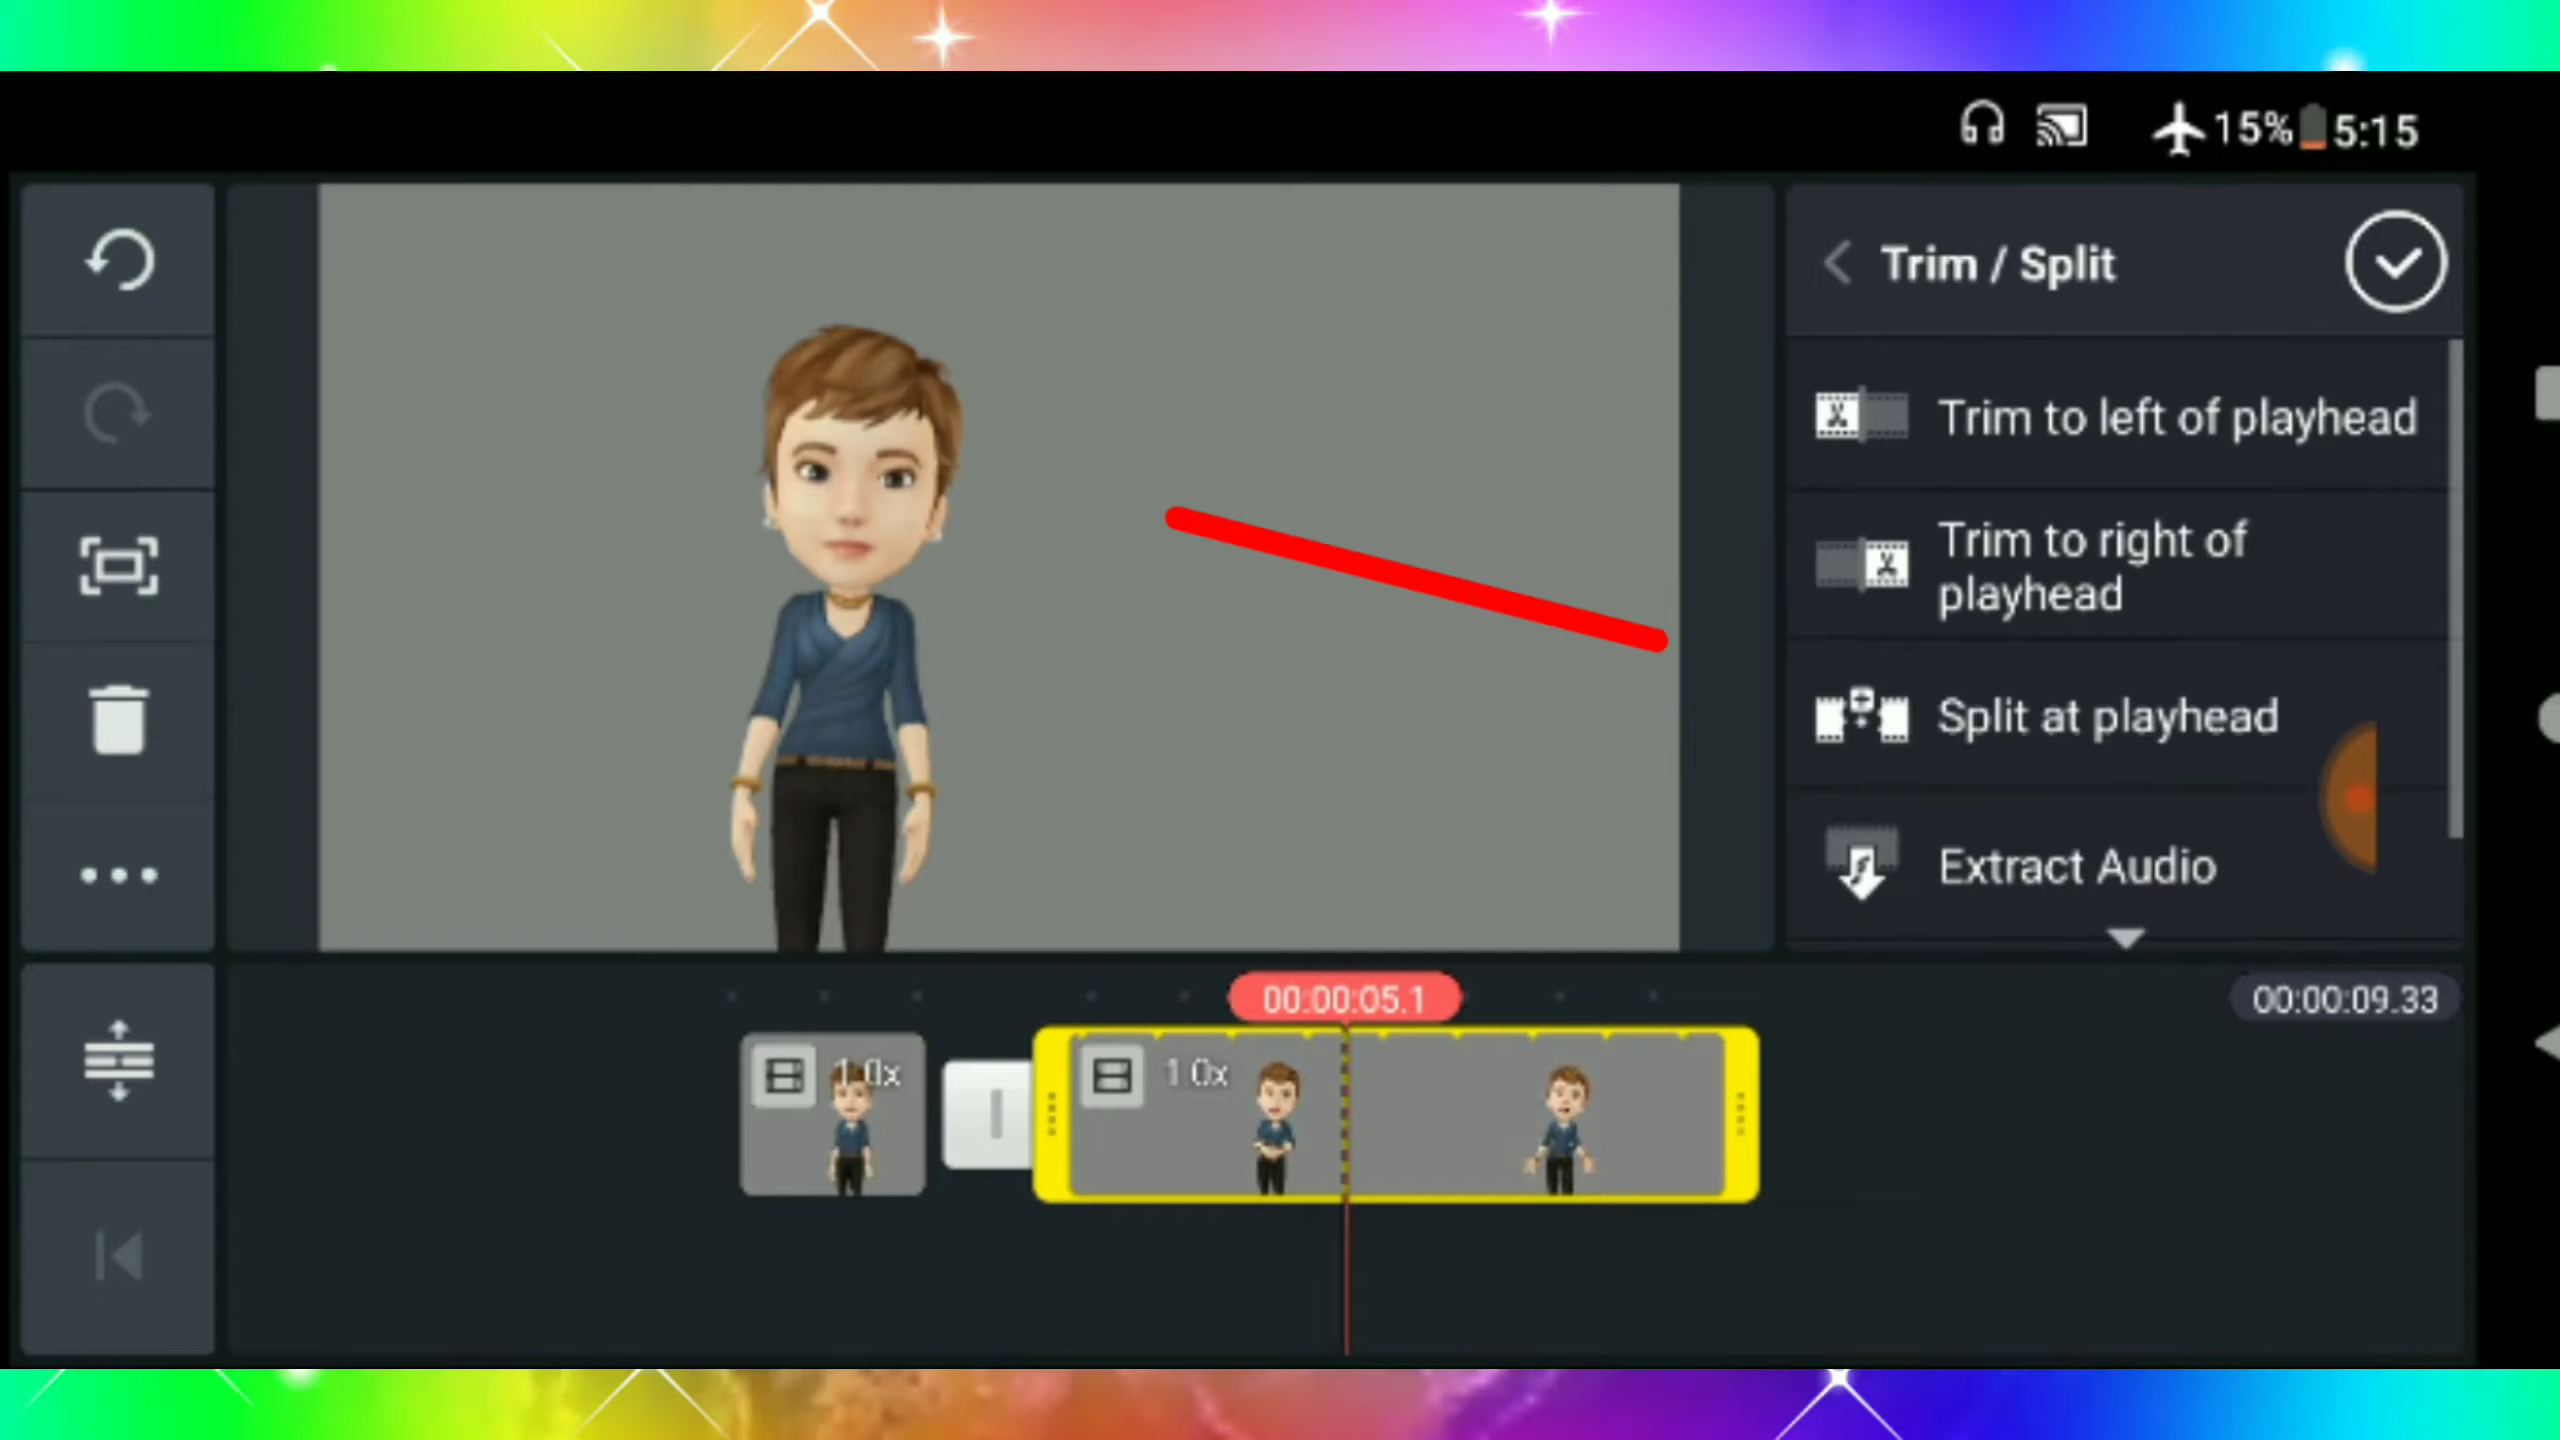 15% 5:15
Trim / Split
Trim to left of playhead
Trim to right of
playhead
Split at playhead
Extract Audio
00:00:05.1
00:00:09.33
1.0x
1.0x